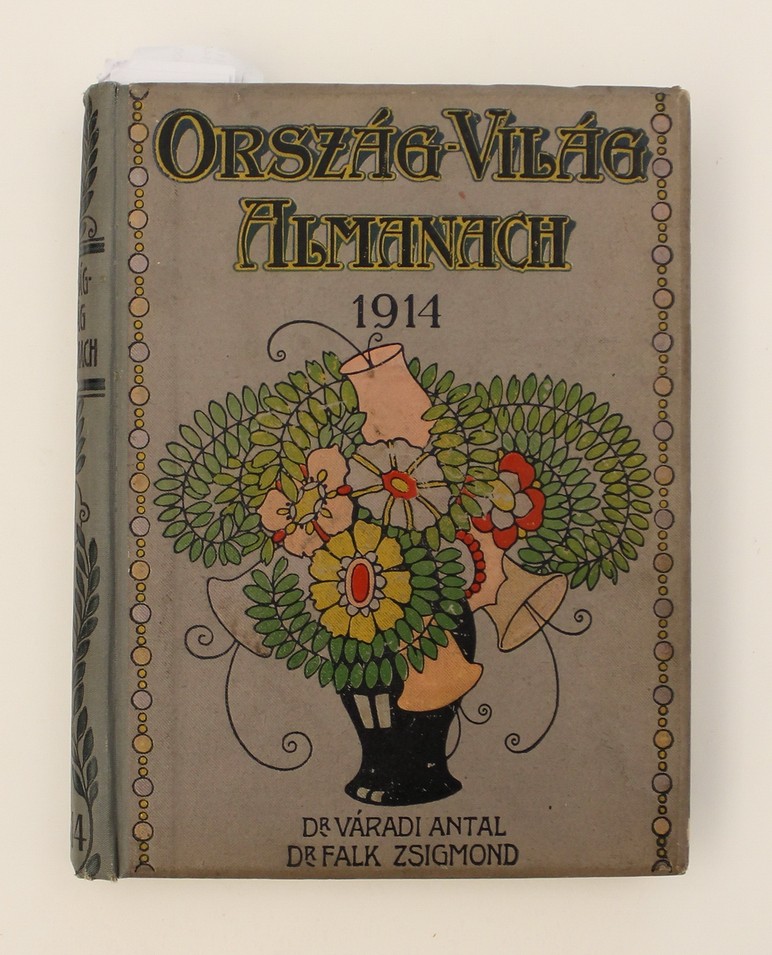 ORSZÁG-VILÁG
ALMANACH
1914
DR VÁRADI ANTAL
DR FALK ZSIGMOND